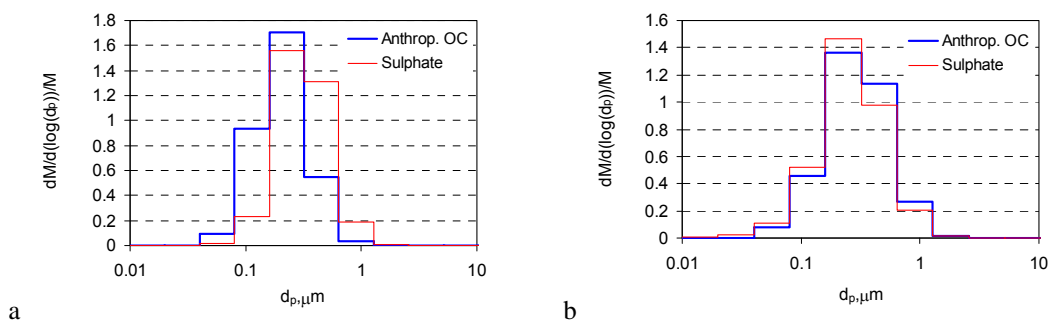 1.8
1.6
1.4
1.2
1
0.8
0.6
0.4
0.2
0
dM/d(log(dp))/M
Anthrop. OC
Sulphate
0.01 0.1 1 10
dp,μm
a
1.6
1.4
1.2
1
0.8
0.6
0.4
0.2
0
dM/d(log(dp))/M
Anthrop. OC
Sulphate
0.01 0.1 1 10
dp,μm
b